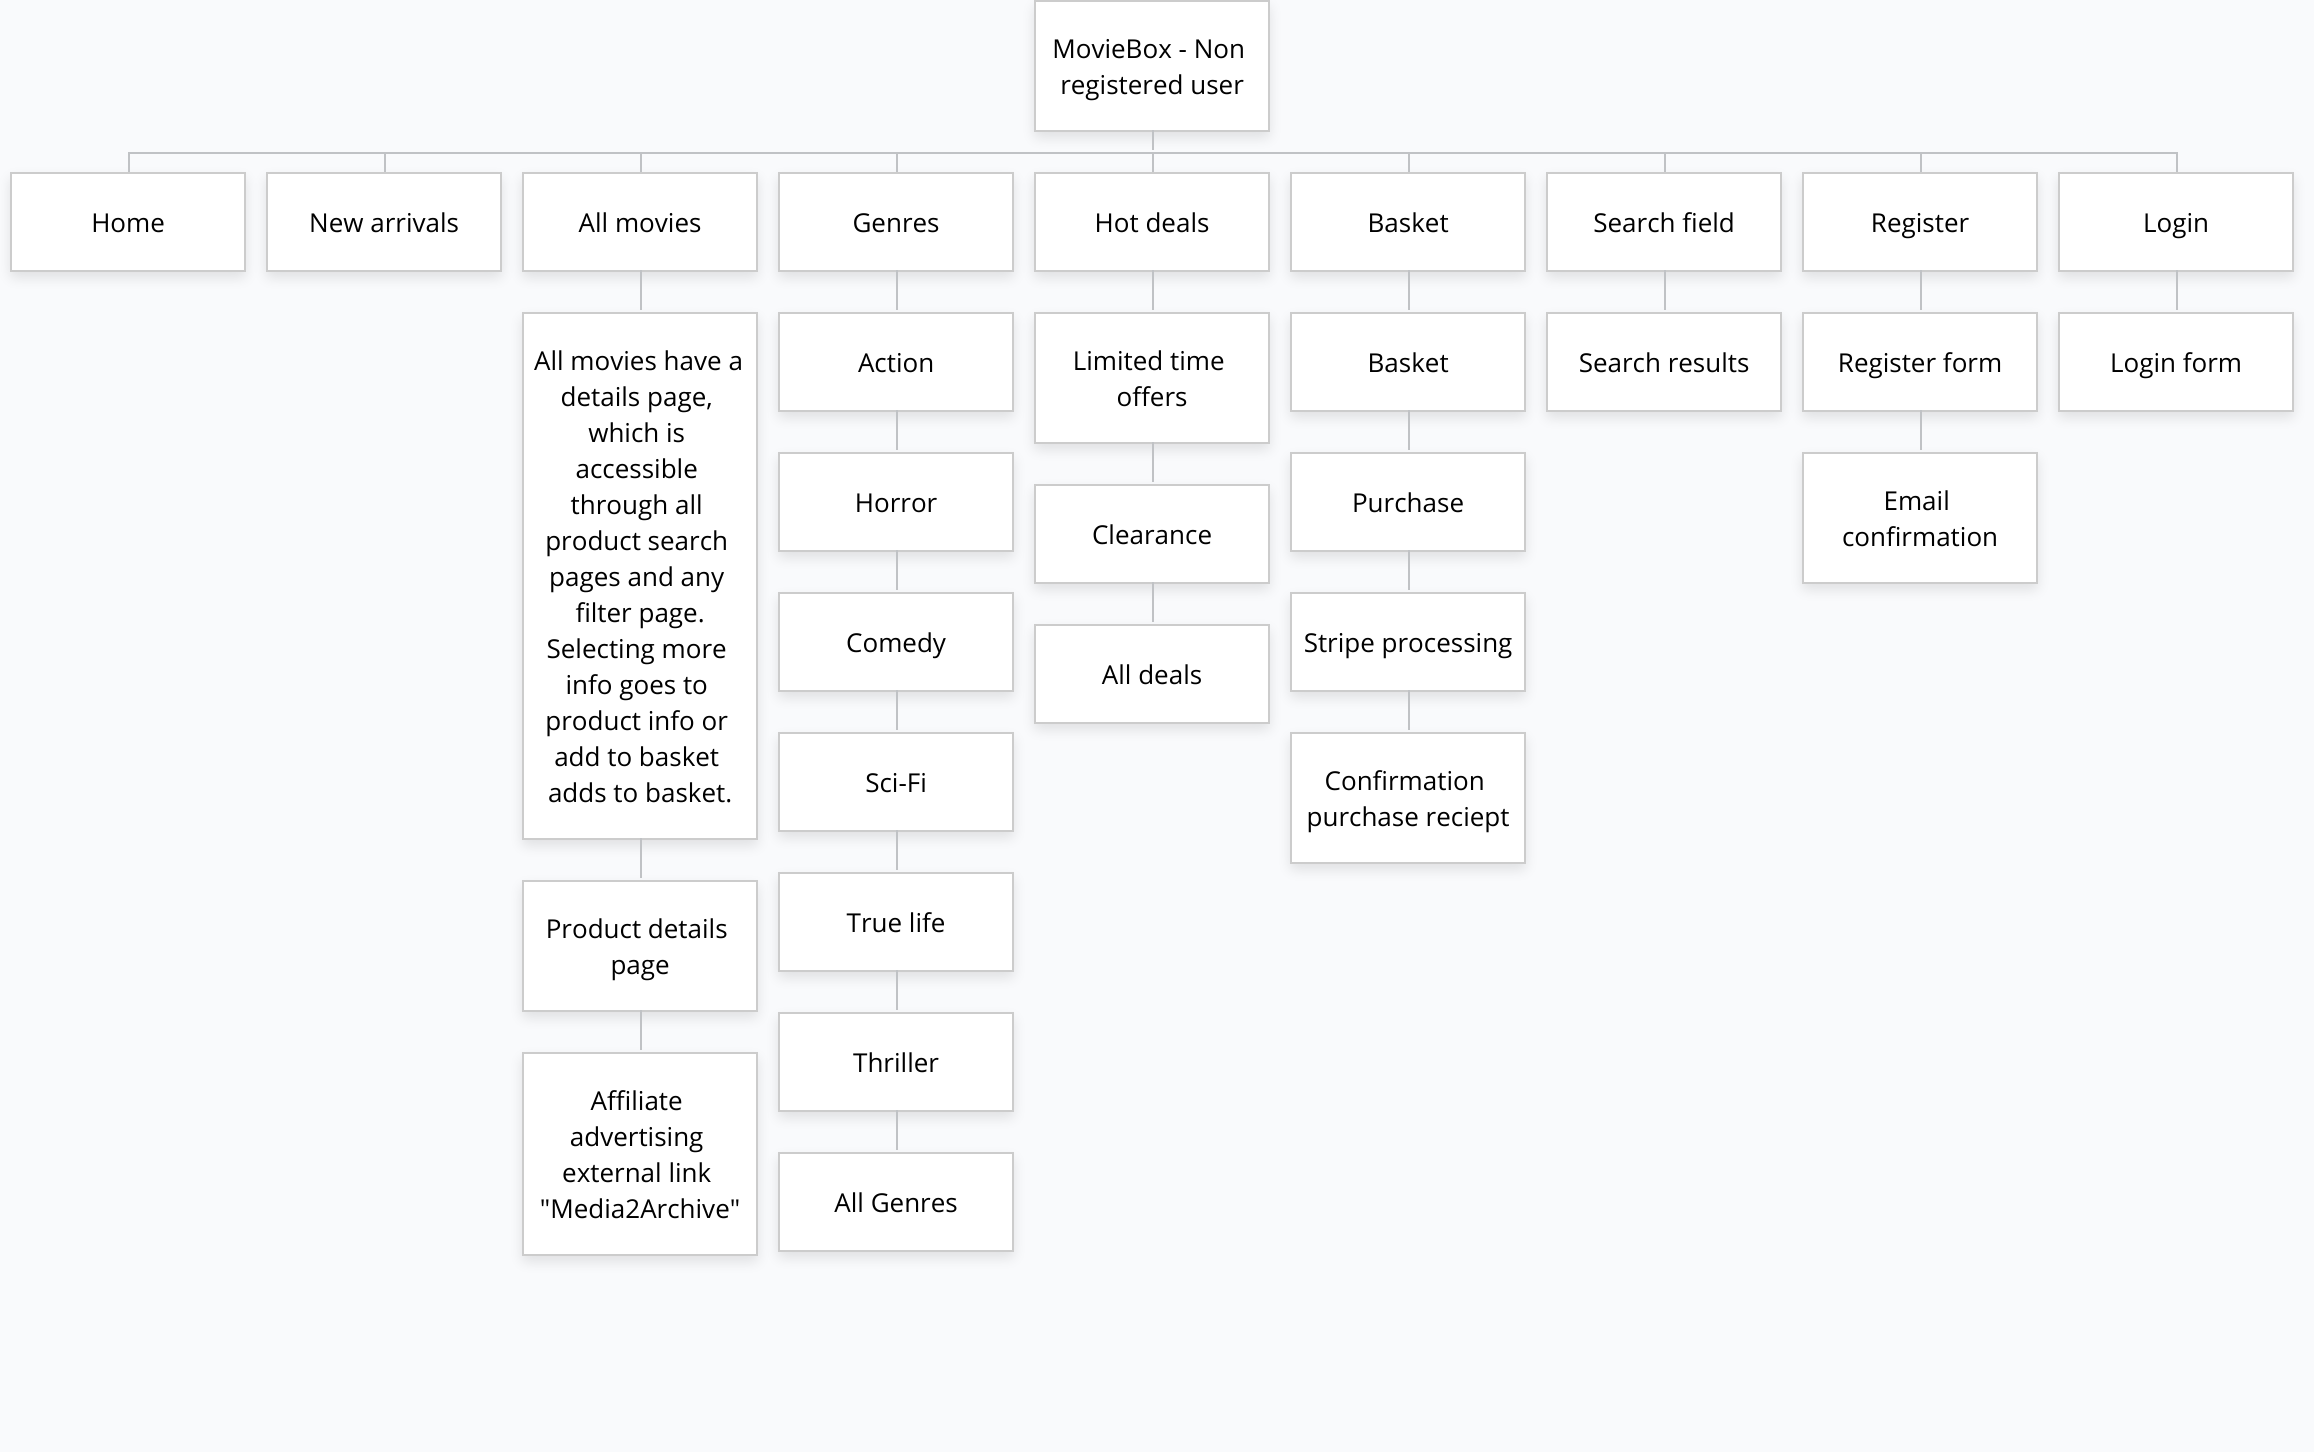 MovieBox - Non
registered user
Home
New arrivals
All movies
Genres
Hot deals
Basket
Search field
Register
Login
All movies have a
details page,
which is
accessible
through all
product search
pages and any
filter page.
Selecting more
info goes to
product info or
add to basket
adds to basket.
Product details
page
Affiliate
advertising
external link
"Media2Archive"
Action
Horror
Comedy
Sci-Fi
True life
Thriller
All Genres
Limited time
offers
Clearance
All deals
Basket
Purchase
Stripe processing
Confirmation
purchase reciept
Search results
Register form
Email
confirmation
Login form